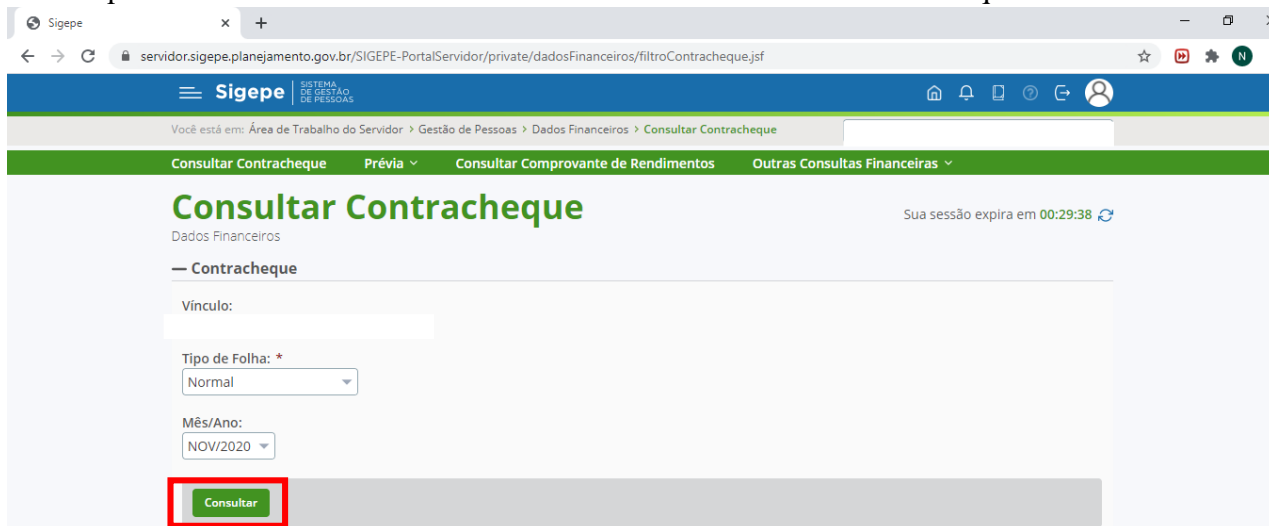 Sigepe
servidor.sigepe.planejamento.gov.br/SIGEPE-PortalServidor/private/dadosFinanceiros/filtroContracheque.jsf
N
Sigepe SISTEMA DE GESTÃO DE PESSOAS
Você está em: Área de Trabalho do Servidor > Gestão de Pessoas > Dados Financeiros > Consultar Contracheque
Consultar Contracheque Prévia Consultar Comprovante de Rendimentos Outras Consultas Financeiras
Consultar Contracheque
Sua sessão expira em 00:29:38
Dados Financeiros
— Contracheque
Vínculo:
Tipo de Folha: *
Normal
Mês/Ano:
NOV/2020
Consultar